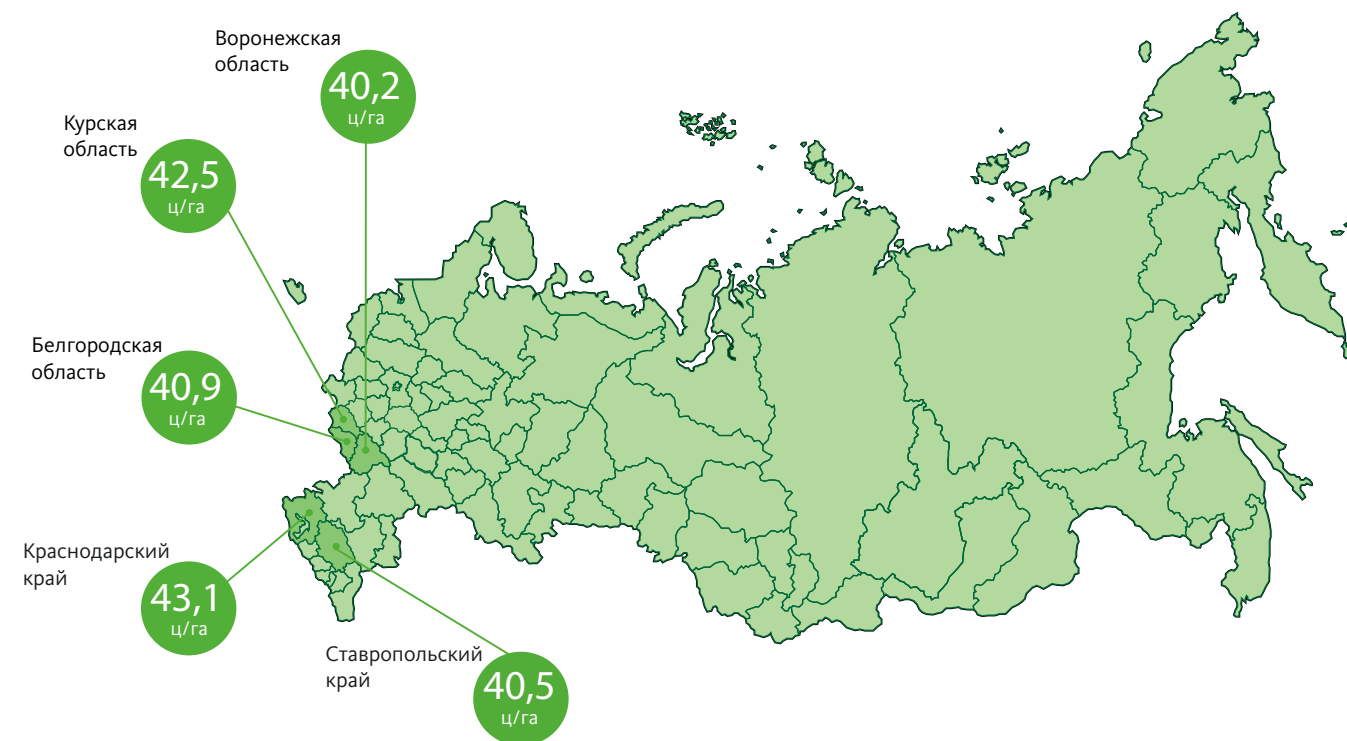 Воронежская
область
40,2
ц/га
Курская
область
42,5
ц/га
Белгородская
область
40,9
ц/га
Краснодарский
край
43,1
ц/га
Ставропольский
край
40,5
ц/га